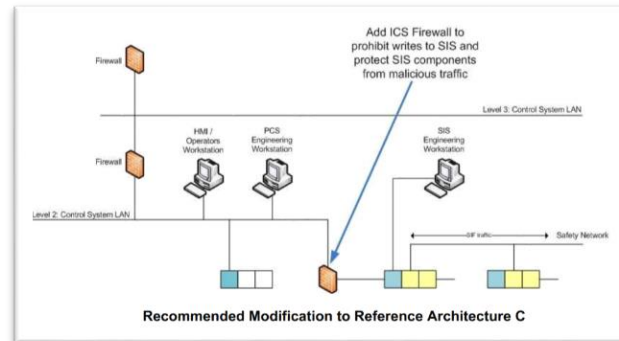 Add ICS Firewall to
prohibit writes to SIS and
protect SIS components
from malicious traffic
Firewall
Level 3: Control System LAN
HMI /
Operators
Workstation
PCS
Engineering
Workstation
SIS
Engineering
Workstation
Firewall
Level 2: Control System LAN
SIF traffic
Safety Network
Recommended Modification to Reference Architecture C